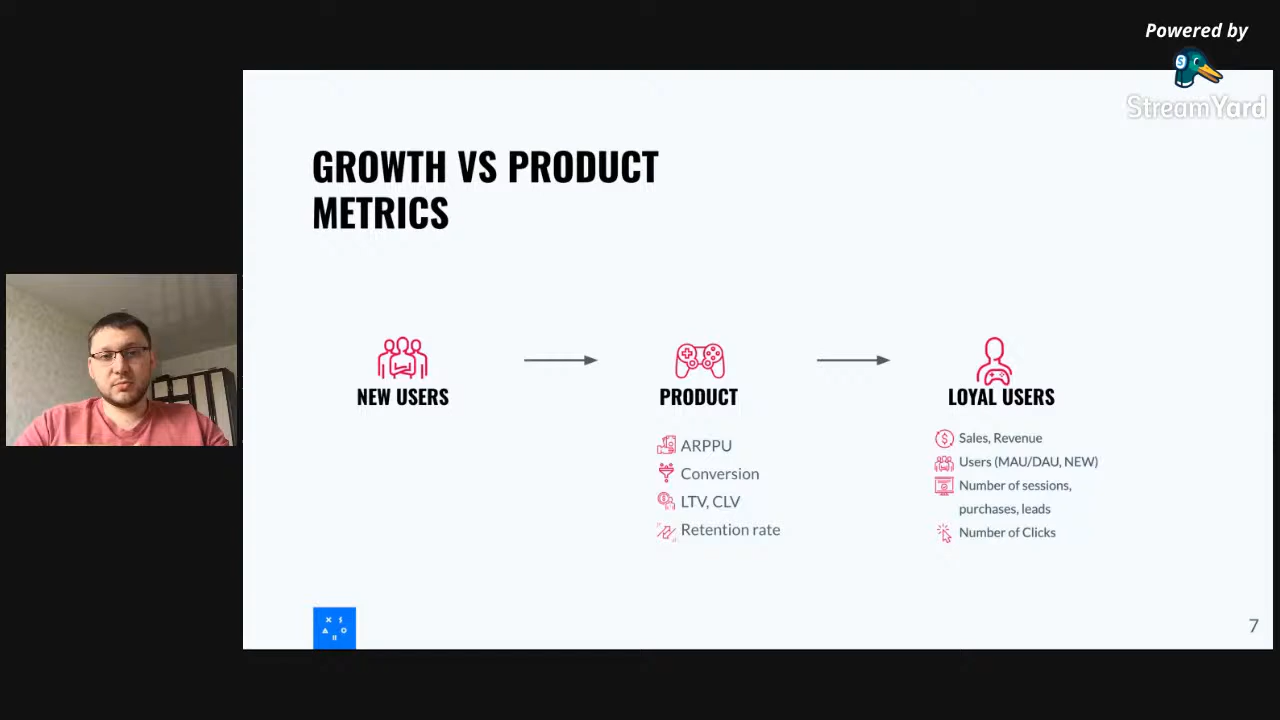 Powered by
StreamYard
GROWTH VS PRODUCT
METRICS
NEW USERS
PRODUCT
LOYAL USERS
ARPPU
Conversion
LTV, CLV
Retention rate
Sales, Revenue
Users (MAU/DAU, NEW)
Number of sessions,
purchases, leads
Number of Clicks
7